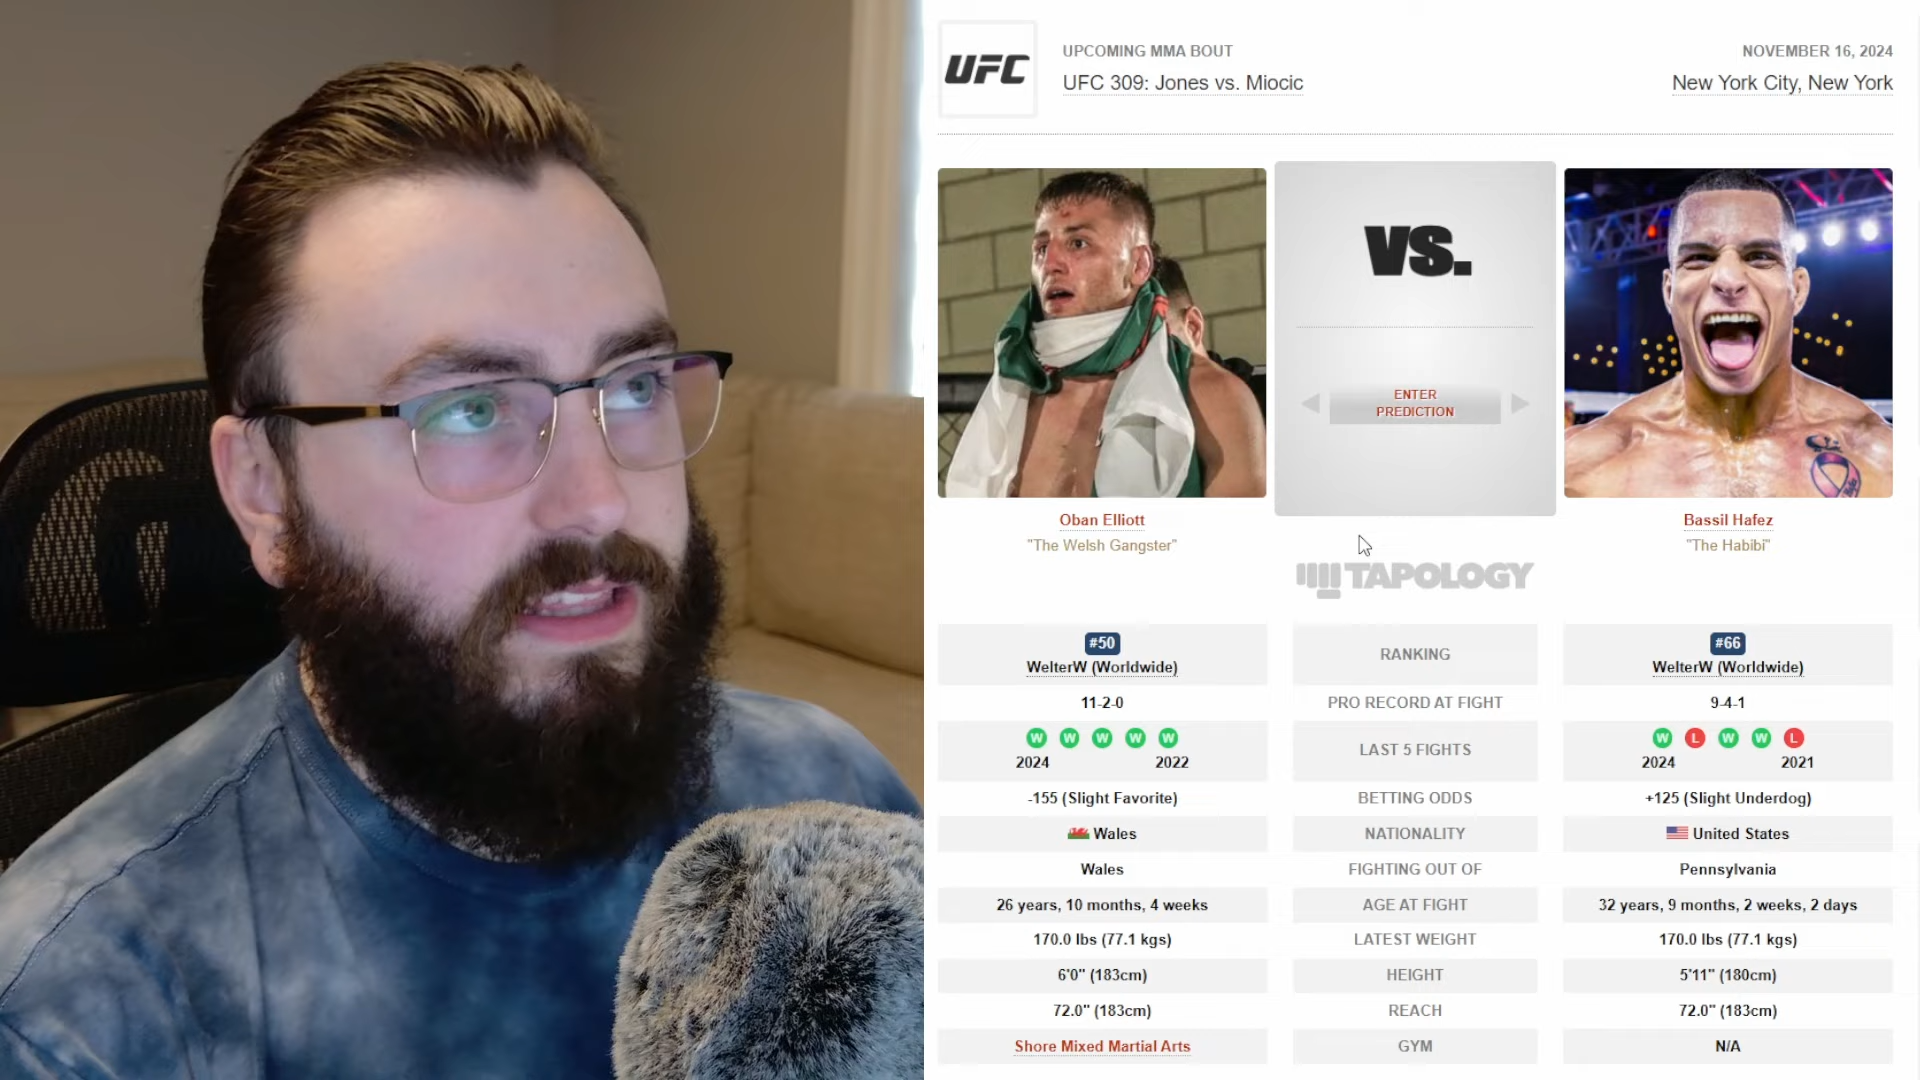 UFC
UPCOMING MMA BOUT
UFC 309: Jones vs. Miocic
NOVEMBER 16, 2024
New York City, New York
VS.
ENTER
PREDICTION
Oban Elliott
"The Welsh Gangster"
Bassil Hafez
"The Habibi"
TAPOLOGY
#50
WelterW (Worldwide)
RANKING
#66
WelterW (Worldwide)
11-2-0
PRO RECORD AT FIGHT
9-4-1
W W W W W
2024 2022
LAST 5 FIGHTS
W L W W L
2024 2021
-155 (Slight Favorite)
BETTING ODDS
+125 (Slight Underdog)
Wales
NATIONALITY
United States
Wales
FIGHTING OUT OF
Pennsylvania
26 years, 10 months, 4 weeks
AGE AT FIGHT
32 years, 9 months, 2 weeks, 2 days
170.0 lbs (77.1 kgs)
LATEST WEIGHT
170.0 lbs (77.1 kgs)
6'0" (183cm)
HEIGHT
5'11" (180cm)
72.0" (183cm)
REACH
72.0" (183cm)
Shore Mixed Martial Arts
GYM
N/A